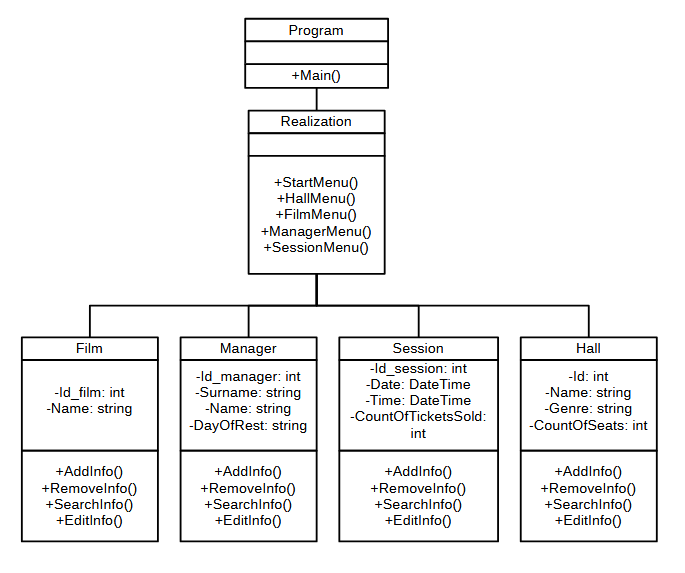 Program
+Main()
Realization
+StartMenu()
+HallMenu()
+FilmMenu()
+ManagerMenu()
+SessionMenu()
Film
-Id_film: int
-Name: string
+AddInfo()
+RemoveInfo()
+SearchInfo()
+EditInfo()
Manager
-Id_manager: int
-Surname: string
-Name: string
-DayOfRest: string
+AddInfo()
+RemoveInfo()
+SearchInfo()
+EditInfo()
Session
-Id_session: int
-Date: DateTime
-Time: DateTime
-CountOfTicketsSold:
int
+AddInfo()
+RemoveInfo()
+SearchInfo()
+EditInfo()
Hall
-Id: int
-Name: string
-Genre: string
-CountOfSeats: int
+AddInfo()
+RemoveInfo()
+SearchInfo()
+EditInfo()